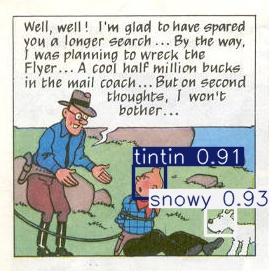 Well, well! I'm glad to have spared
you a longer search... By the way,
I was planning to wreck the
Flyer... A cool half million bucks
in the mail coach... But on second
thoughts, I won't
bother...
tintin 0.91
snowy 0.93